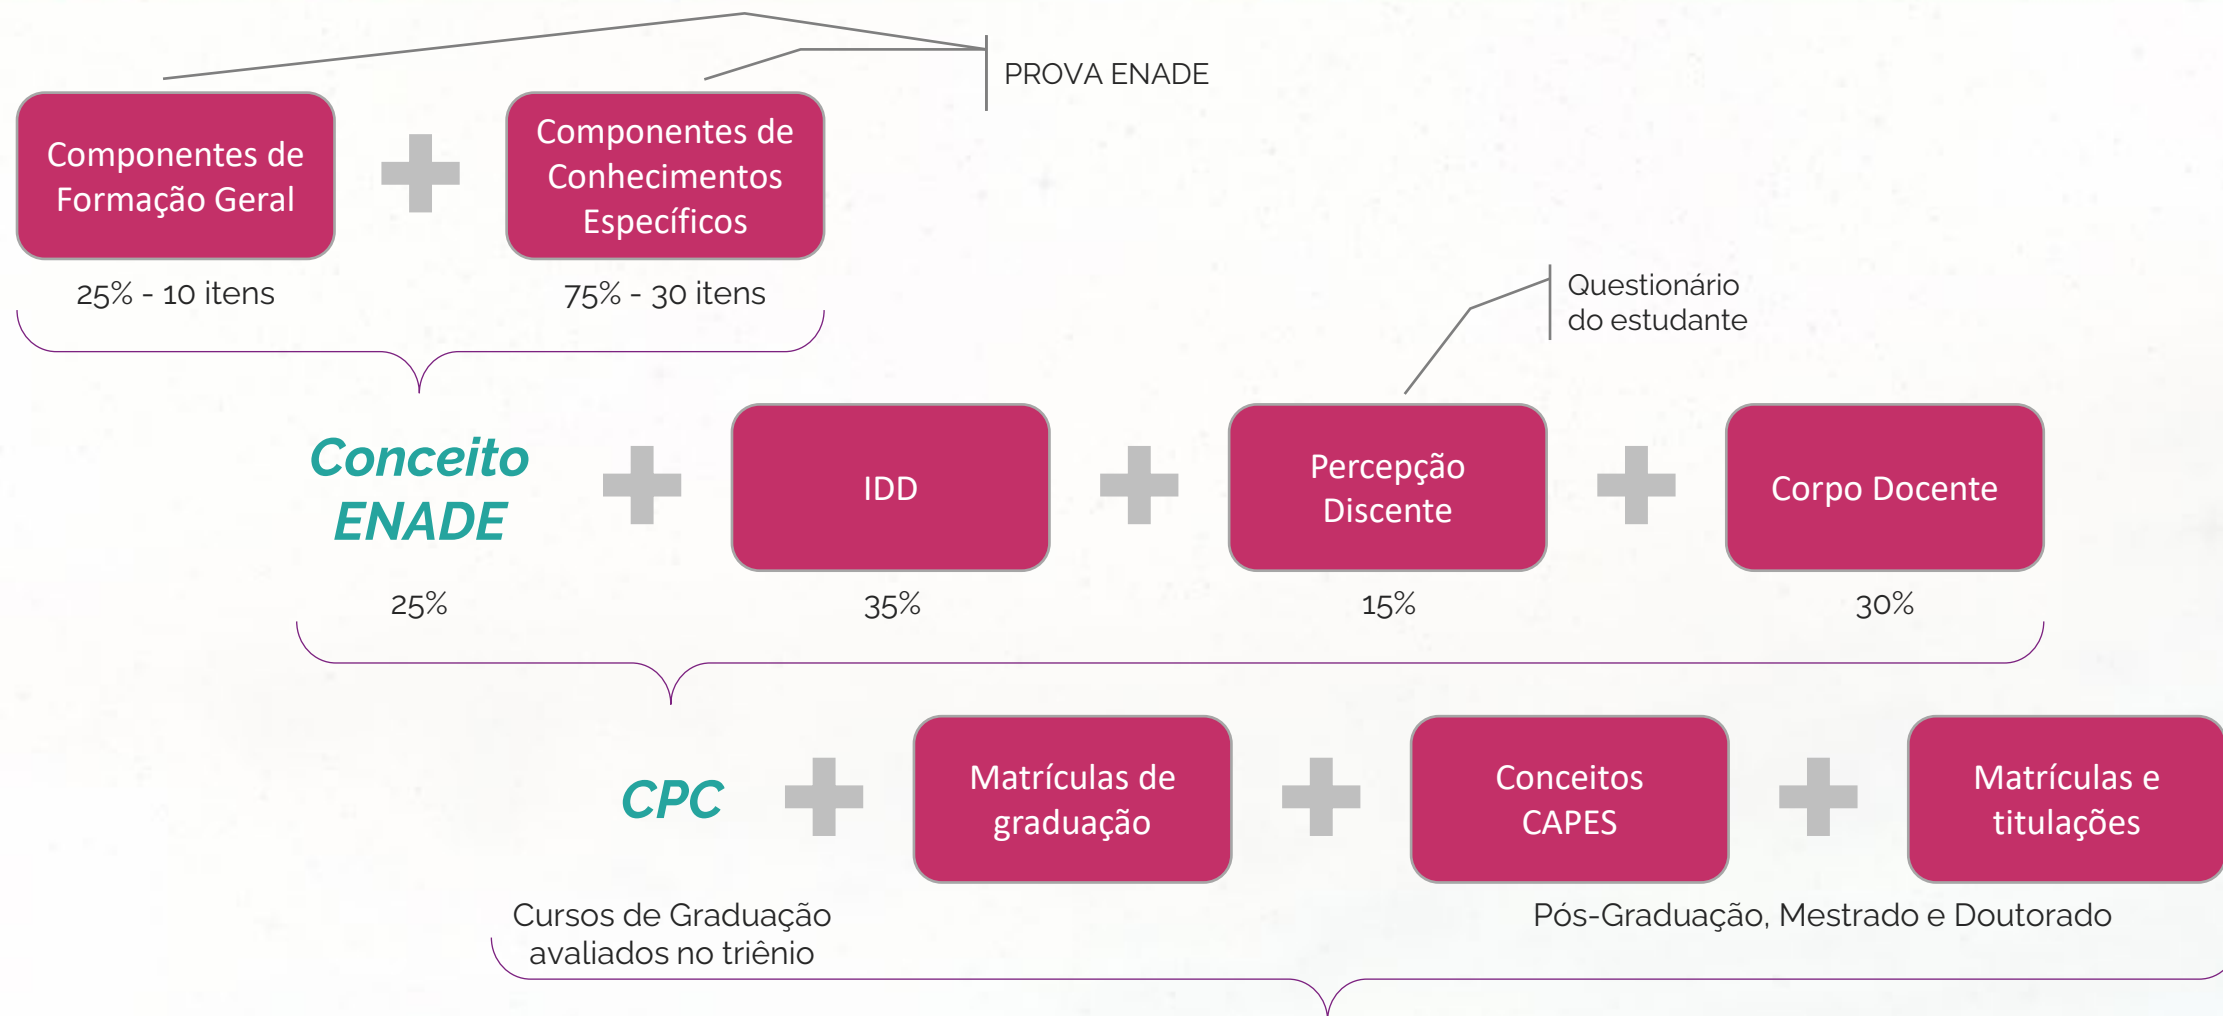 PROVA ENADE
Componentes de
Formação Geral
Componentes de
Conhecimentos
Específicos
25% - 10 itens
75% - 30 itens
Questionário
do estudante
Conceito
ENADE
IDD
Percepção
Discente
Corpo Docente
25%
35%
15%
30%
CPC
Matrículas de
graduação
Conceitos
CAPES
Matrículas e
titulações
Cursos de Graduação
avaliados no triênio
Pós-Graduação, Mestrado e Doutorado